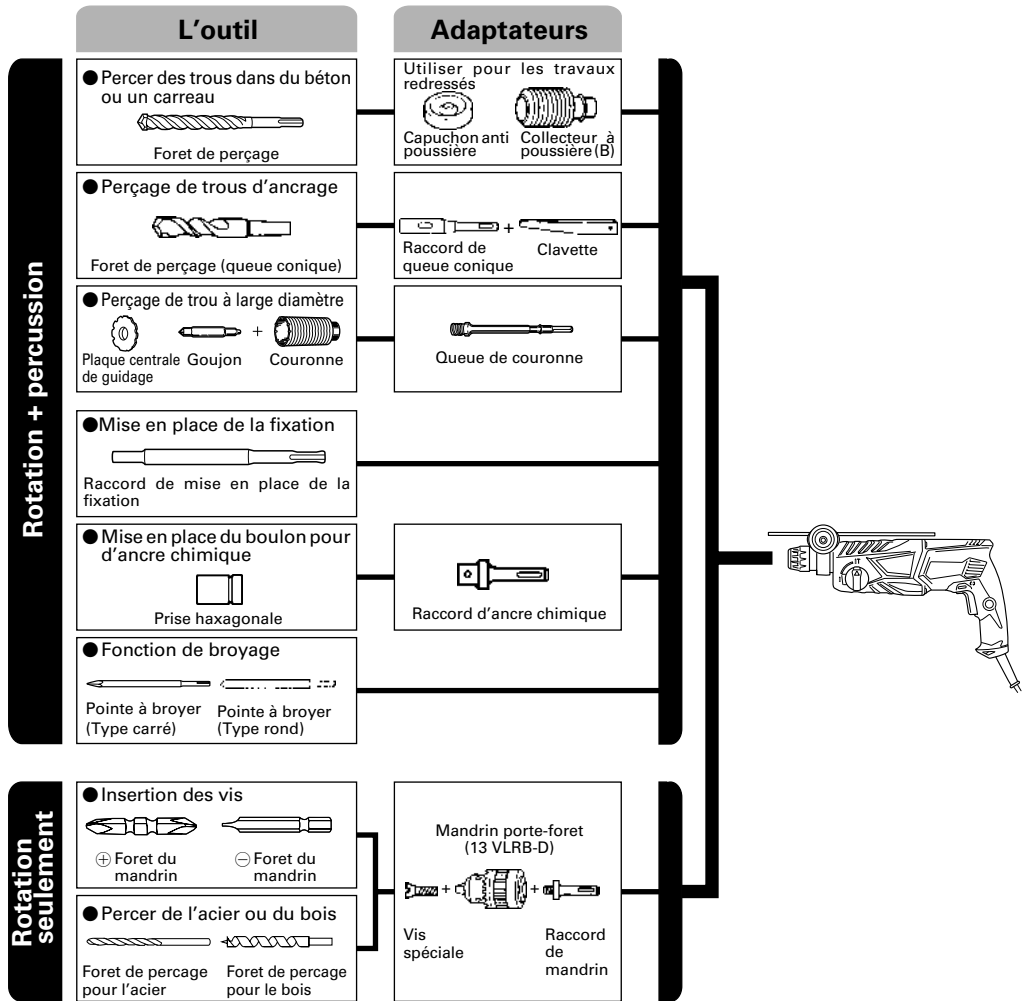 L'outil
Adaptateurs
Rotation + percussion
● Percer des trous dans du béton
ou un carreau
Foret de perçage
Utiliser pour les travaux
redressés
Capuchon anti
poussière
Collecteur à
poussière (B)
● Perçage de trous d'ancrage
Foret de perçage (queue conique)
+
Raccord de
queue conique
Clavette
● Perçage de trou à large diamètre
+
Plaque centrale
de guidage
Goujon
Couronne
Queue de couronne
●Mise en place de la fixation
Raccord de mise en place de la
fixation
● Mise en place du boulon pour
d'ancre chimique
Prise haxagonale
Raccord d'ancre chimique
● Fonction de broyage
Pointe à broyer
(Type carré)
Pointe à broyer
(Type rond)
Rotation
seulement
● Insertion des vis
⊕ Foret du
mandrin
⊖ Foret du
mandrin
● Percer de l'acier ou du bois
Foret de percage
pour l'acier
Foret de percage
pour le bois
Mandrin porte-foret
(13 VLRB-D)
+ +
Vis
spéciale
Raccord
de
mandrin